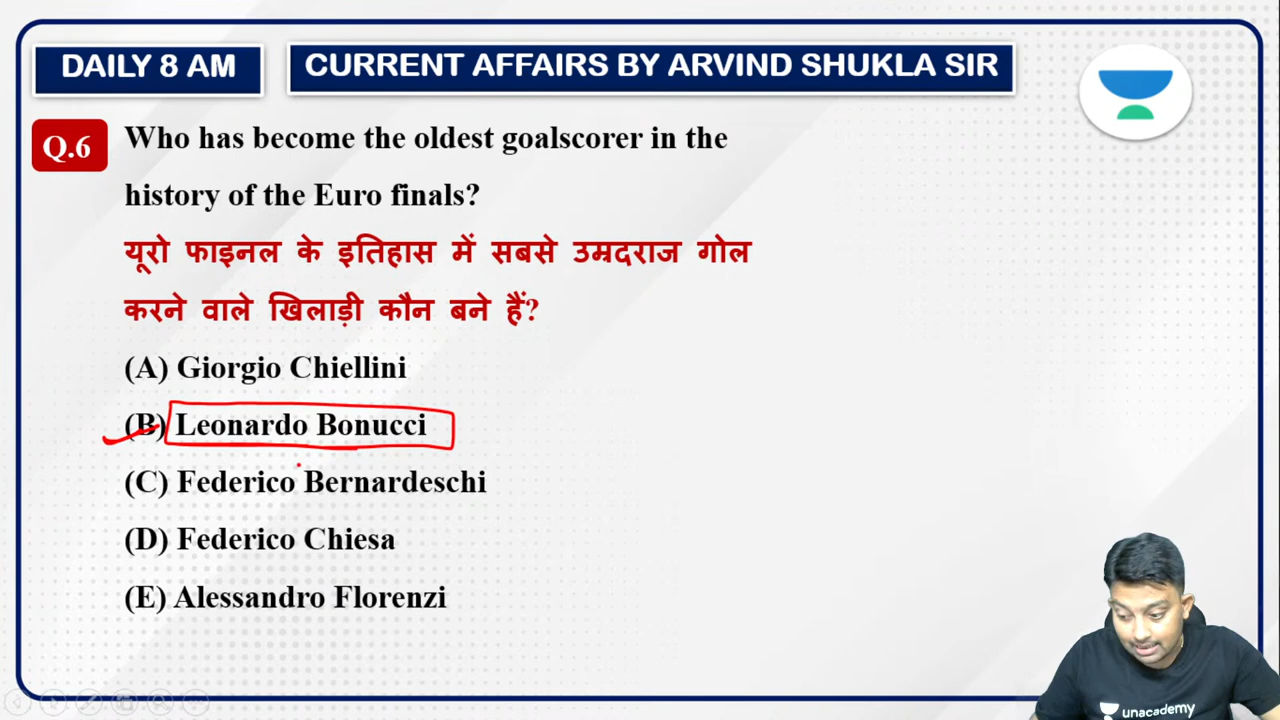 DAILY 8 AM
CURRENT AFFAIRS BY ARVIND SHUKLA SIR
Q.6
Who has become the oldest goalscorer in the
history of the Euro finals?
यूरो फाइनल के इतिहास में सबसे उम्रदराज गोल
करने वाले खिलाड़ी कौन बने हैं?
(A) Giorgio Chiellini
(B) Leonardo Bonucci
(C) Federico Bernardeschi
(D) Federico Chiesa
(E) Alessandro Florenzi
unacademy